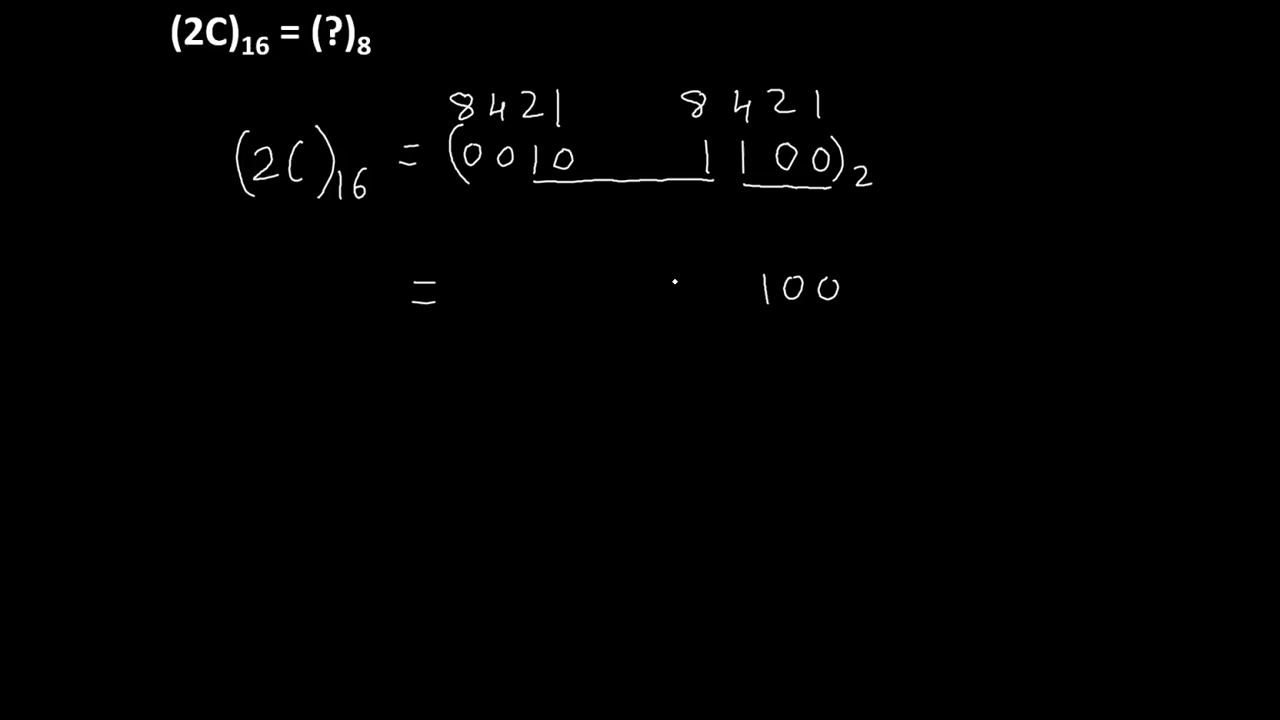 (2C)16 = (?)8
8421 8421
(2C)16 = (0010 1100)2
= 100